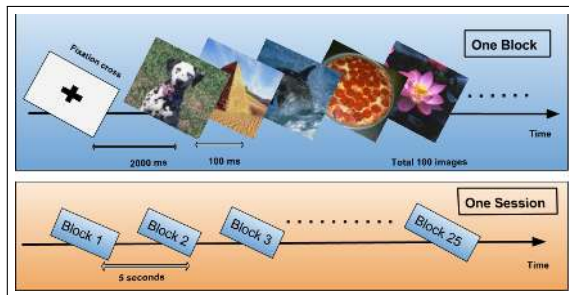 One Block
Fixation cross
Time
2000 ms
100 ms
Total 100 images
One Session
Block 1
Block 2
Block 3
Block 25
Time
5 seconds